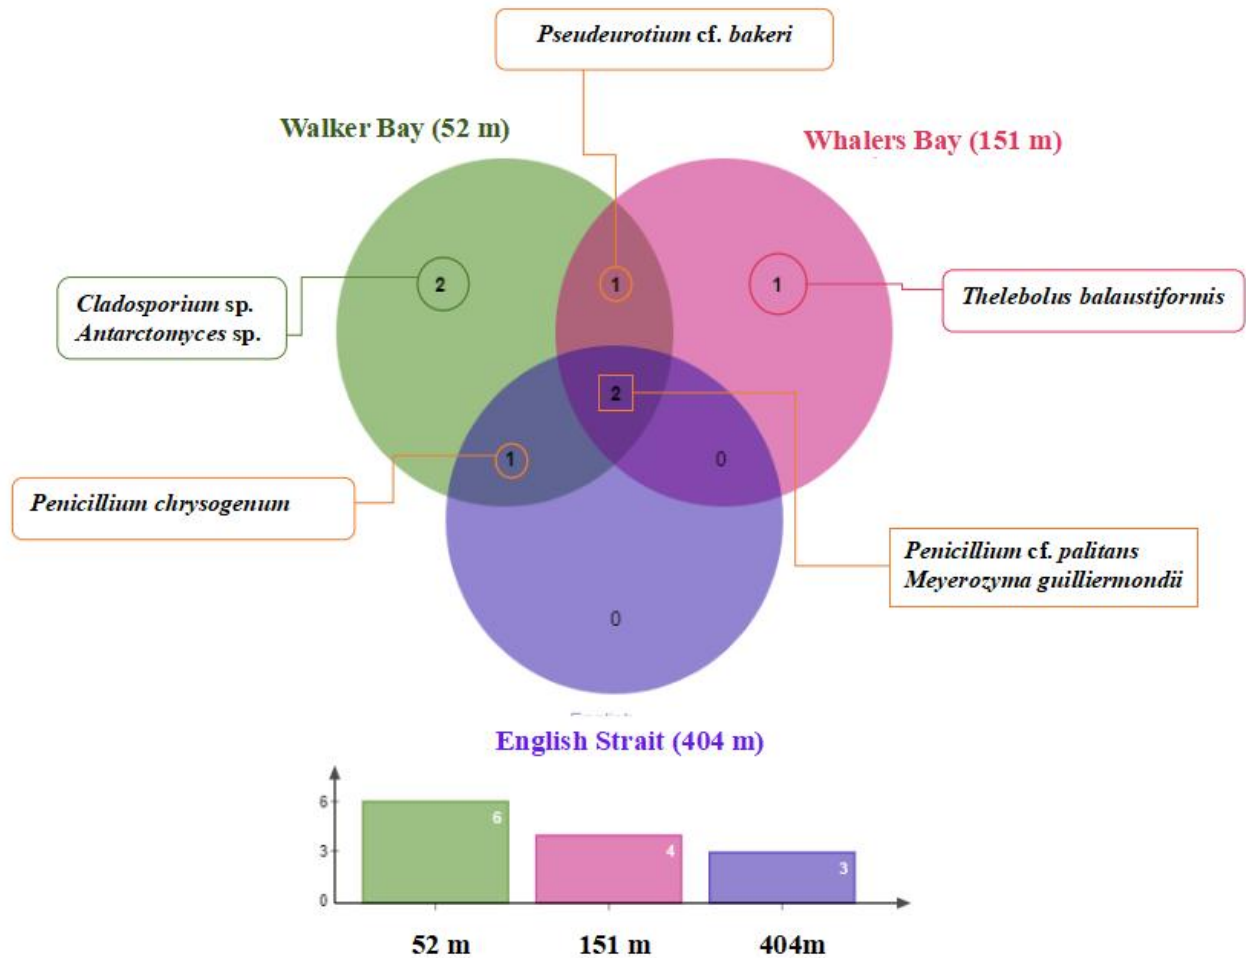 Pseudeurotium cf. bakeri
Walker Bay (52 m)
Whalers Bay (151 m)
2
1
1
Cladosporium sp.
Antarctomyces sp.
Thelebolus balaustiformis
2
1
0
Penicillium chrysogenum
Penicillium cf. palitans
Meyerozyma guilliermondii
0
English Strait (404 m)
6
3
0
6
4
3
52 m
151 m
404m